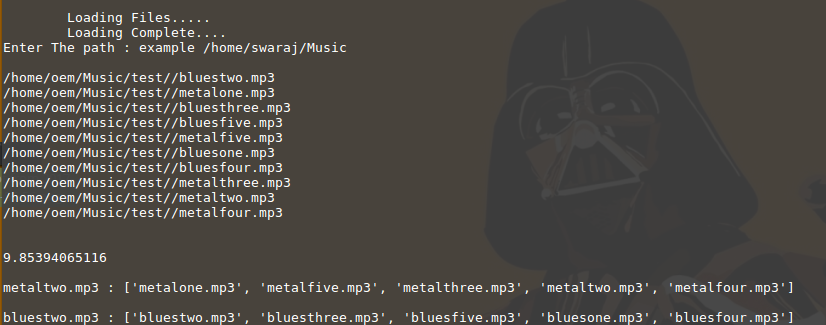 Loading Files.....
Loading Complete....
Enter The path : example /home/swaraj/Music
/home/oem/Music/test//bluestwo.mp3
/home/oem/Music/test//metalone.mp3
/home/oem/Music/test//bluesthree.mp3
/home/oem/Music/test//bluesfive.mp3
/home/oem/Music/test//metalfive.mp3
/home/oem/Music/test//bluesone.mp3
/home/oem/Music/test//bluesfour.mp3
/home/oem/Music/test//metalthree.mp3
/home/oem/Music/test//metaltwo.mp3
/home/oem/Music/test//metalfour.mp3
9.85394065116
metaltwo.mp3 : ['metalone.mp3', 'metalfive.mp3', 'metalthree.mp3', 'metaltwo.mp3', 'metalfour.mp3']
bluestwo.mp3 : ['bluestwo.mp3', 'bluesthree.mp3', 'bluesfive.mp3', 'bluesone.mp3', 'bluesfour.mp3']